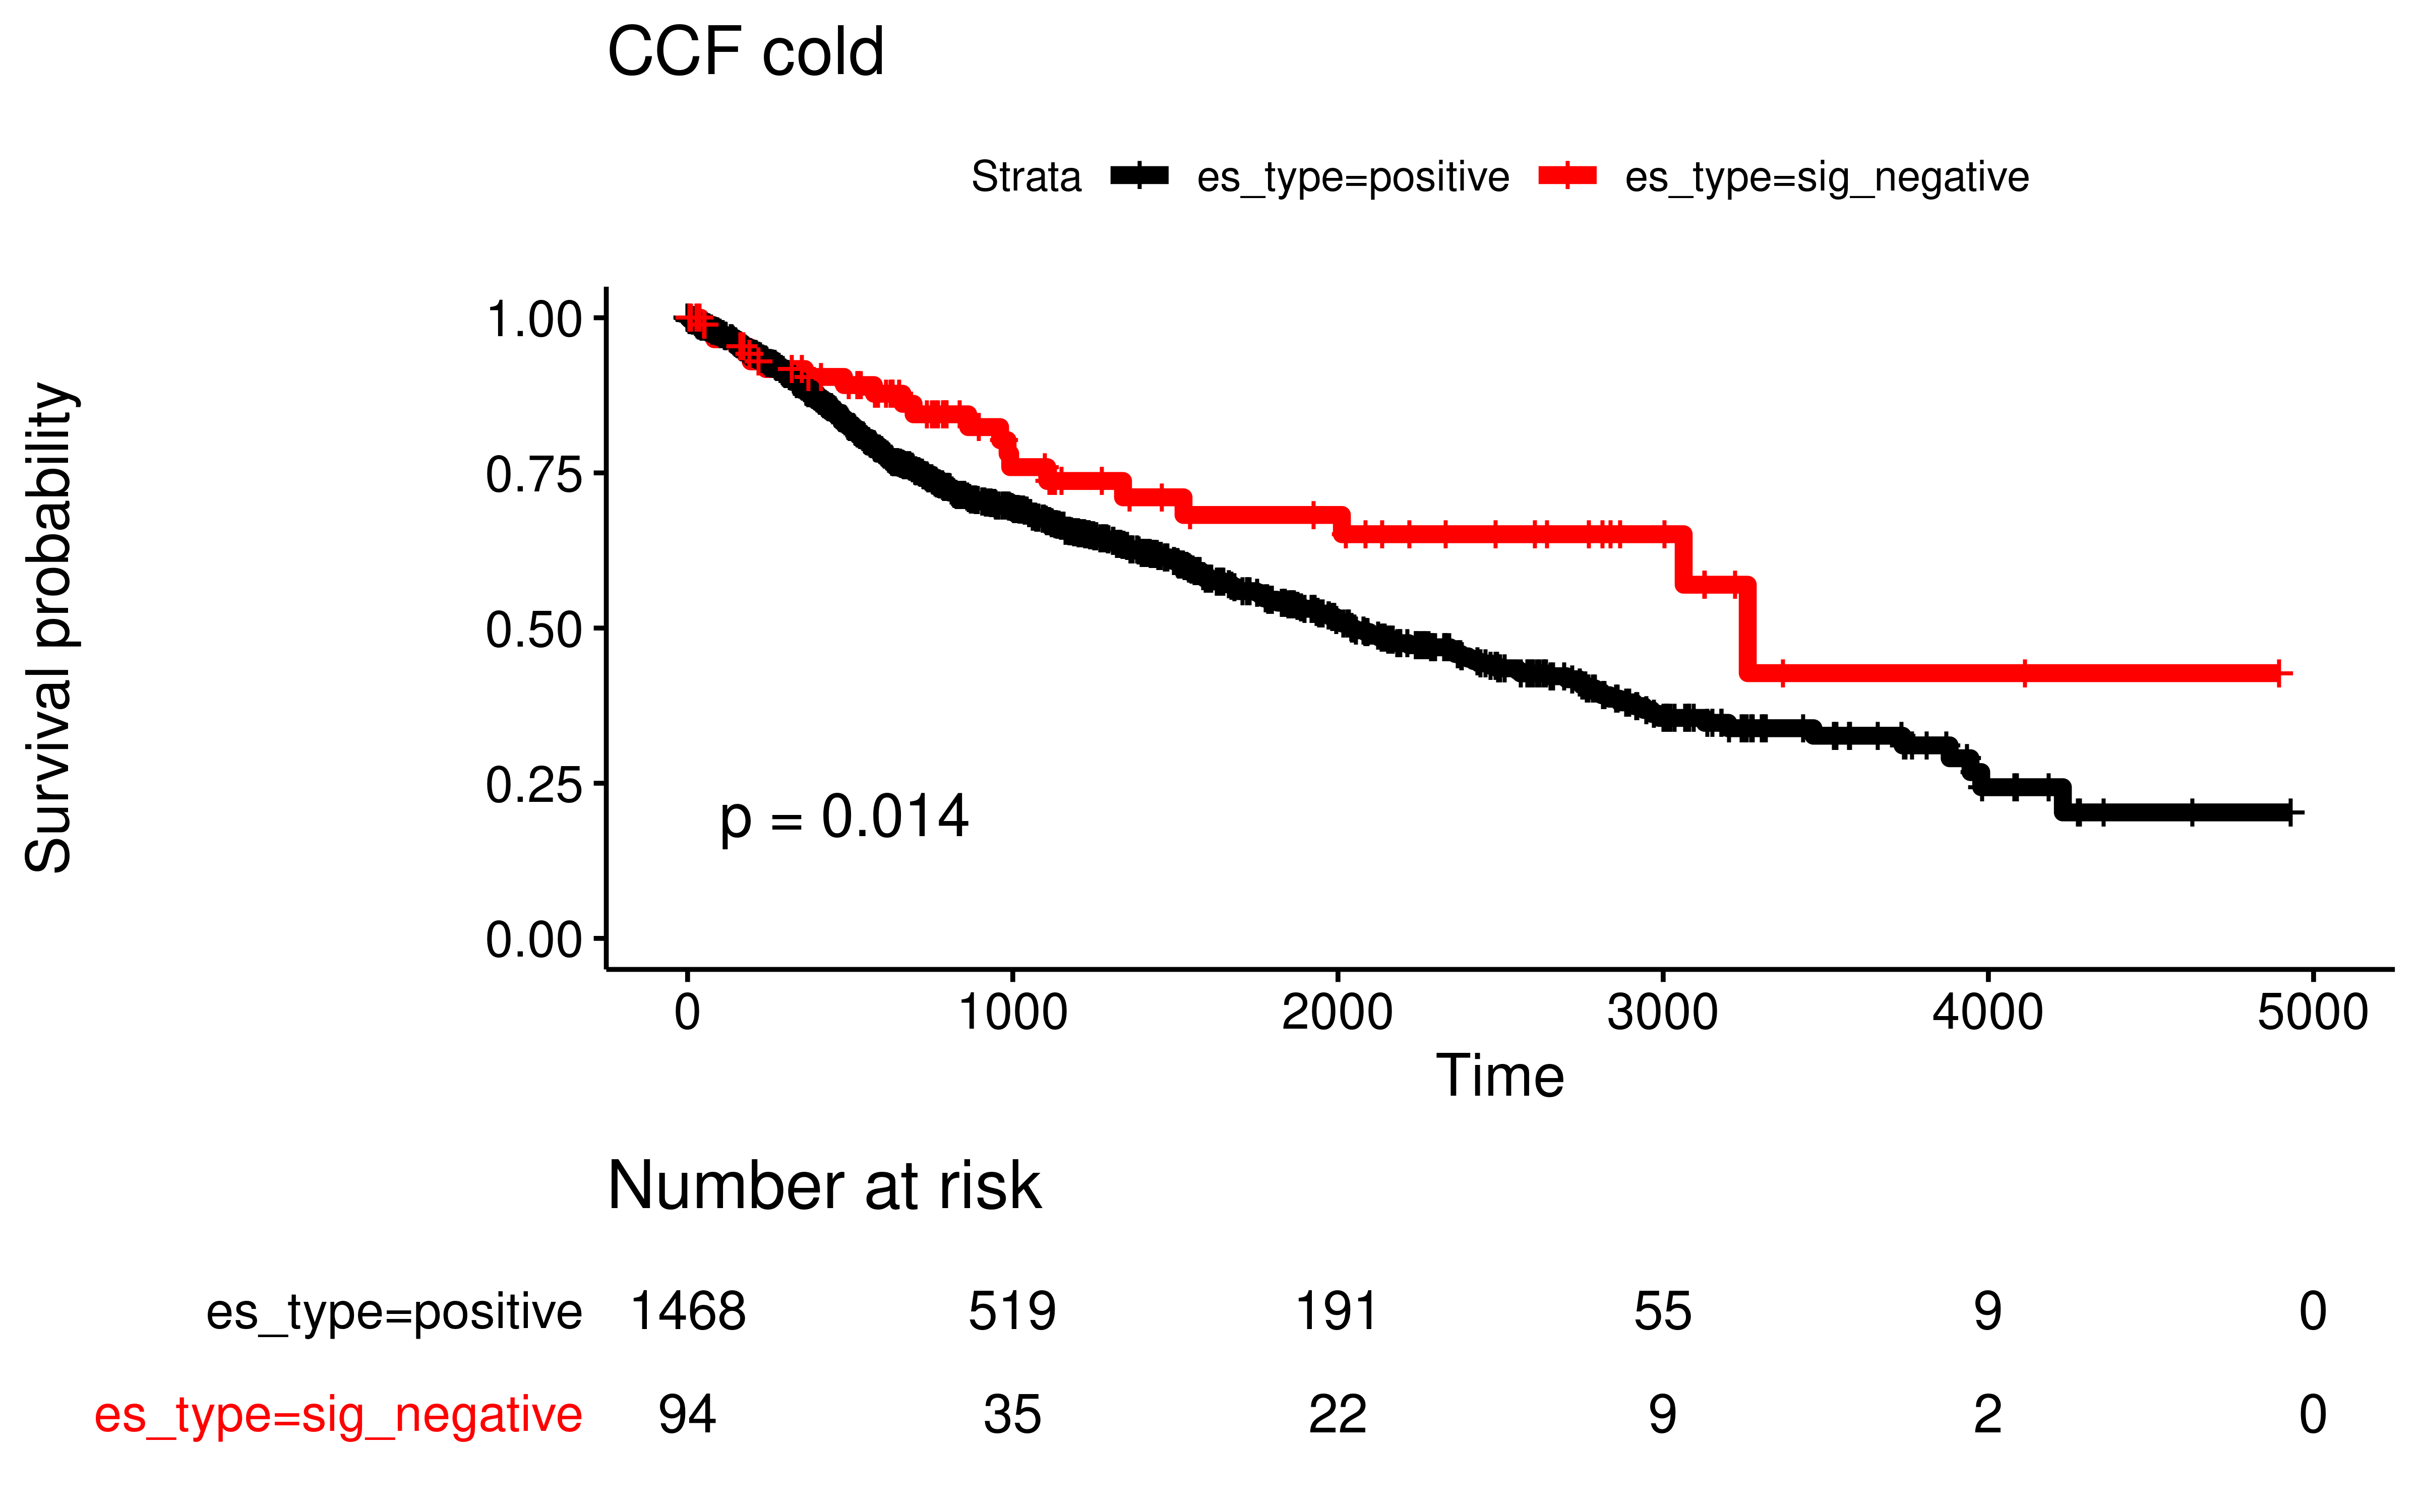 CCF cold
Strata es_type=positive es_type=sig_negative
Survival probability
1.00
0.75
0.50
0.25
0.00
p = 0.014
0 1000 2000 3000 4000 5000
Time
Number at risk
es_type=positive 1468 519 191 55 9 0
es_type=sig_negative 94 35 22 9 2 0